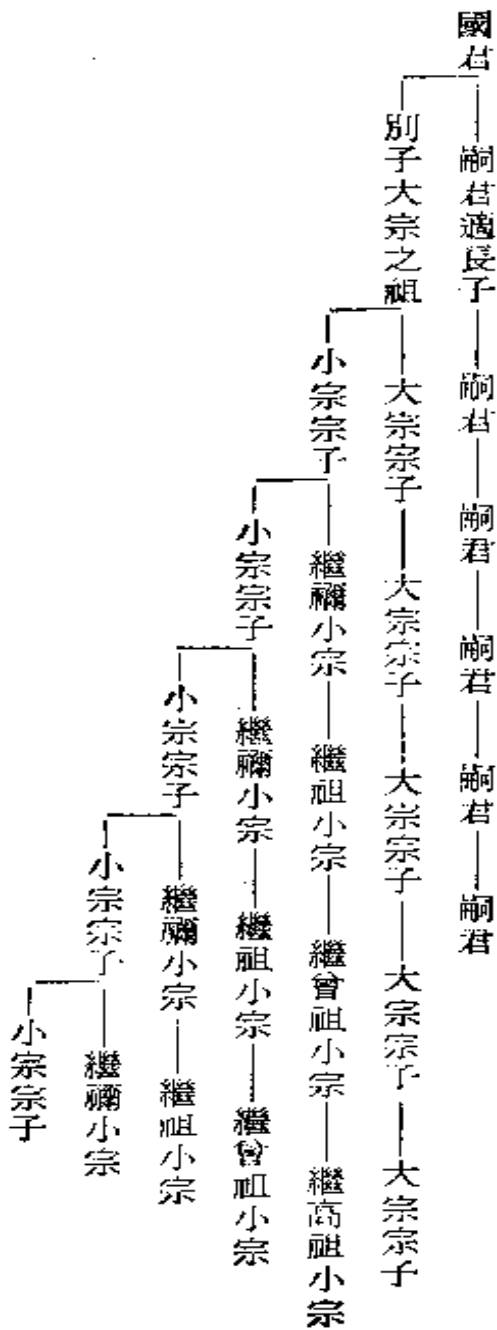 國君
嗣君適長子
嗣君
嗣君
嗣君
嗣君
嗣君
別子大宗之祖
大宗宗子
大宗宗子
大宗宗子
大宗宗子
大宗宗子
小宗宗子
繼禰小宗
繼祖小宗
繼曾祖小宗
繼高祖小宗
小宗宗子
繼禰小宗
繼祖小宗
繼曾祖小宗
小宗宗子
繼禰小宗
繼祖小宗
小宗宗子
繼禰小宗
小宗宗子